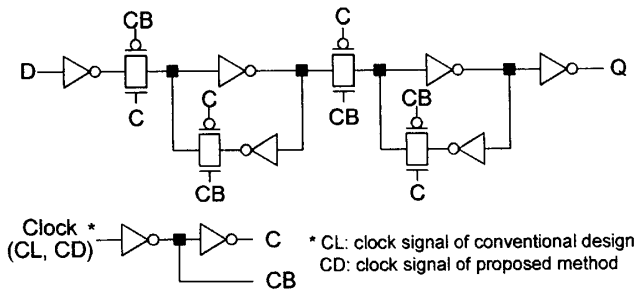 CB
C
D
Q
C
C
CB
CB
CB
C
Clock *
(CL, CD)
C
CB
* CL: clock signal of conventional design
CD: clock signal of proposed method